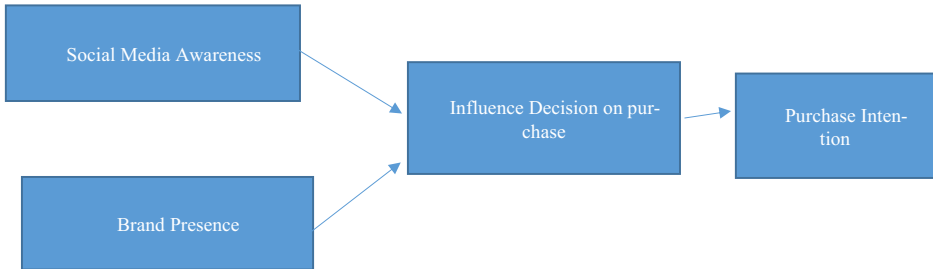 Social Media Awareness
Influence Decision on pur-
chase
Purchase Inten-
tion
Brand Presence